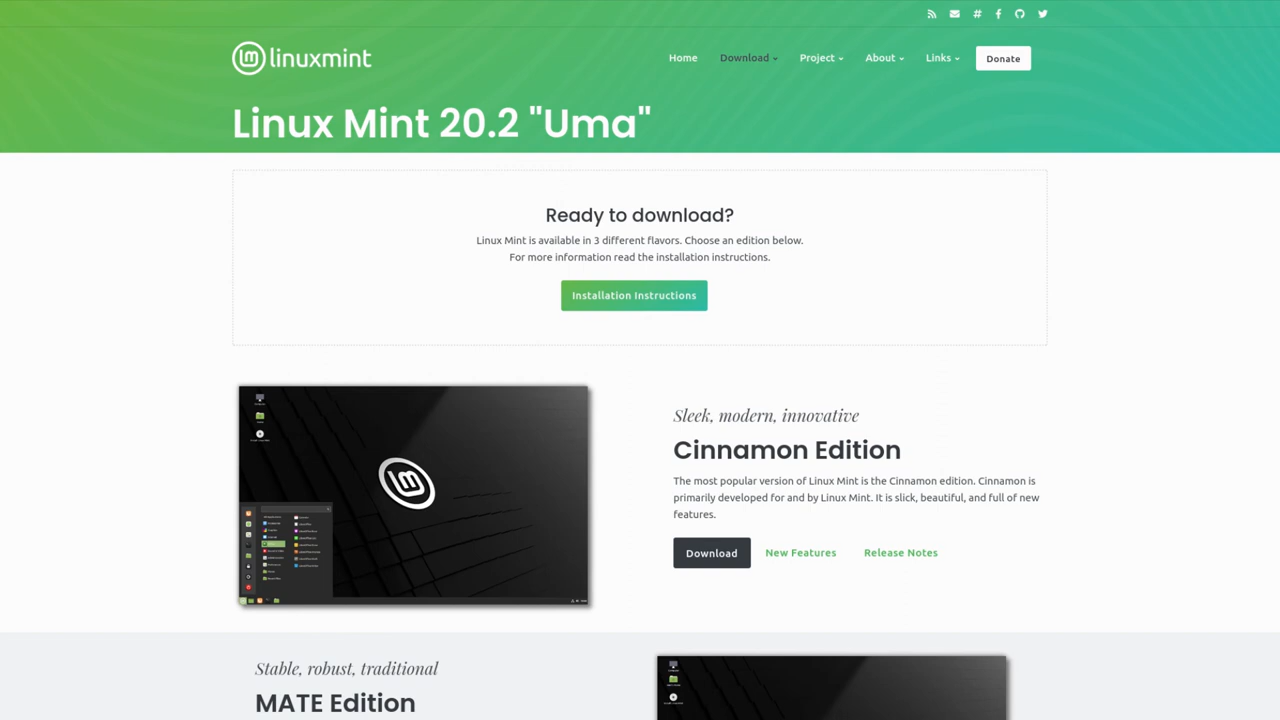 linuxmint
Home Download Project About Links Donate
Linux Mint 20.2 "Uma"
Ready to download?
Linux Mint is available in 3 different flavors. Choose an edition below.
For more information read the installation instructions.
Installation Instructions
Sleek, modern, innovative
Cinnamon Edition
The most popular version of Linux Mint is the Cinnamon edition. Cinnamon is
primarily developed for and by Linux Mint. It is slick, beautiful, and full of new
features.
Download New Features Release Notes
Stable, robust, traditional
MATE Edition